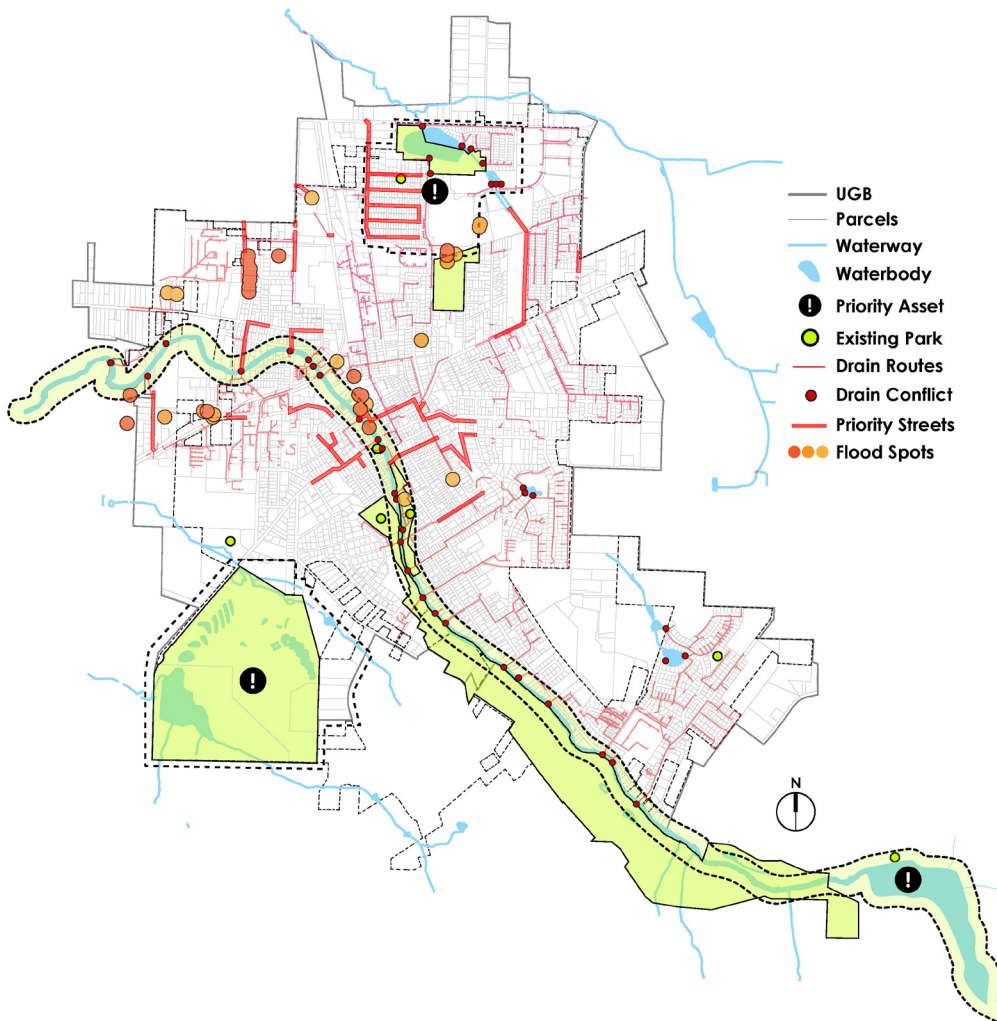 UGB
Parcels
Waterway
Waterbody
! Priority Asset
Existing Park
Drain Routes
Drain Conflict
Priority Streets
Flood Spots
!
!
N
!